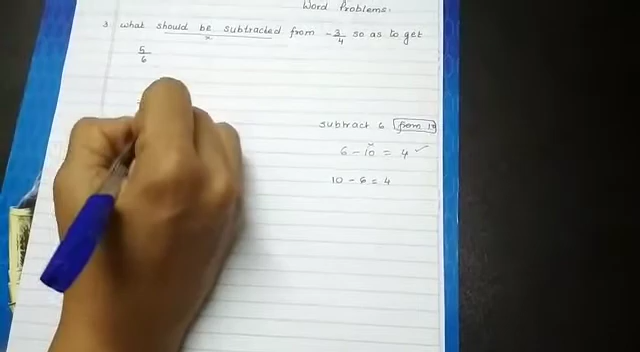 Word Problems.
3 what should be subtracted from -3/4 so as to get
x
5/6
subtract 6 from 10
6 - 10 = 4 ✓
10 - 6 = 4